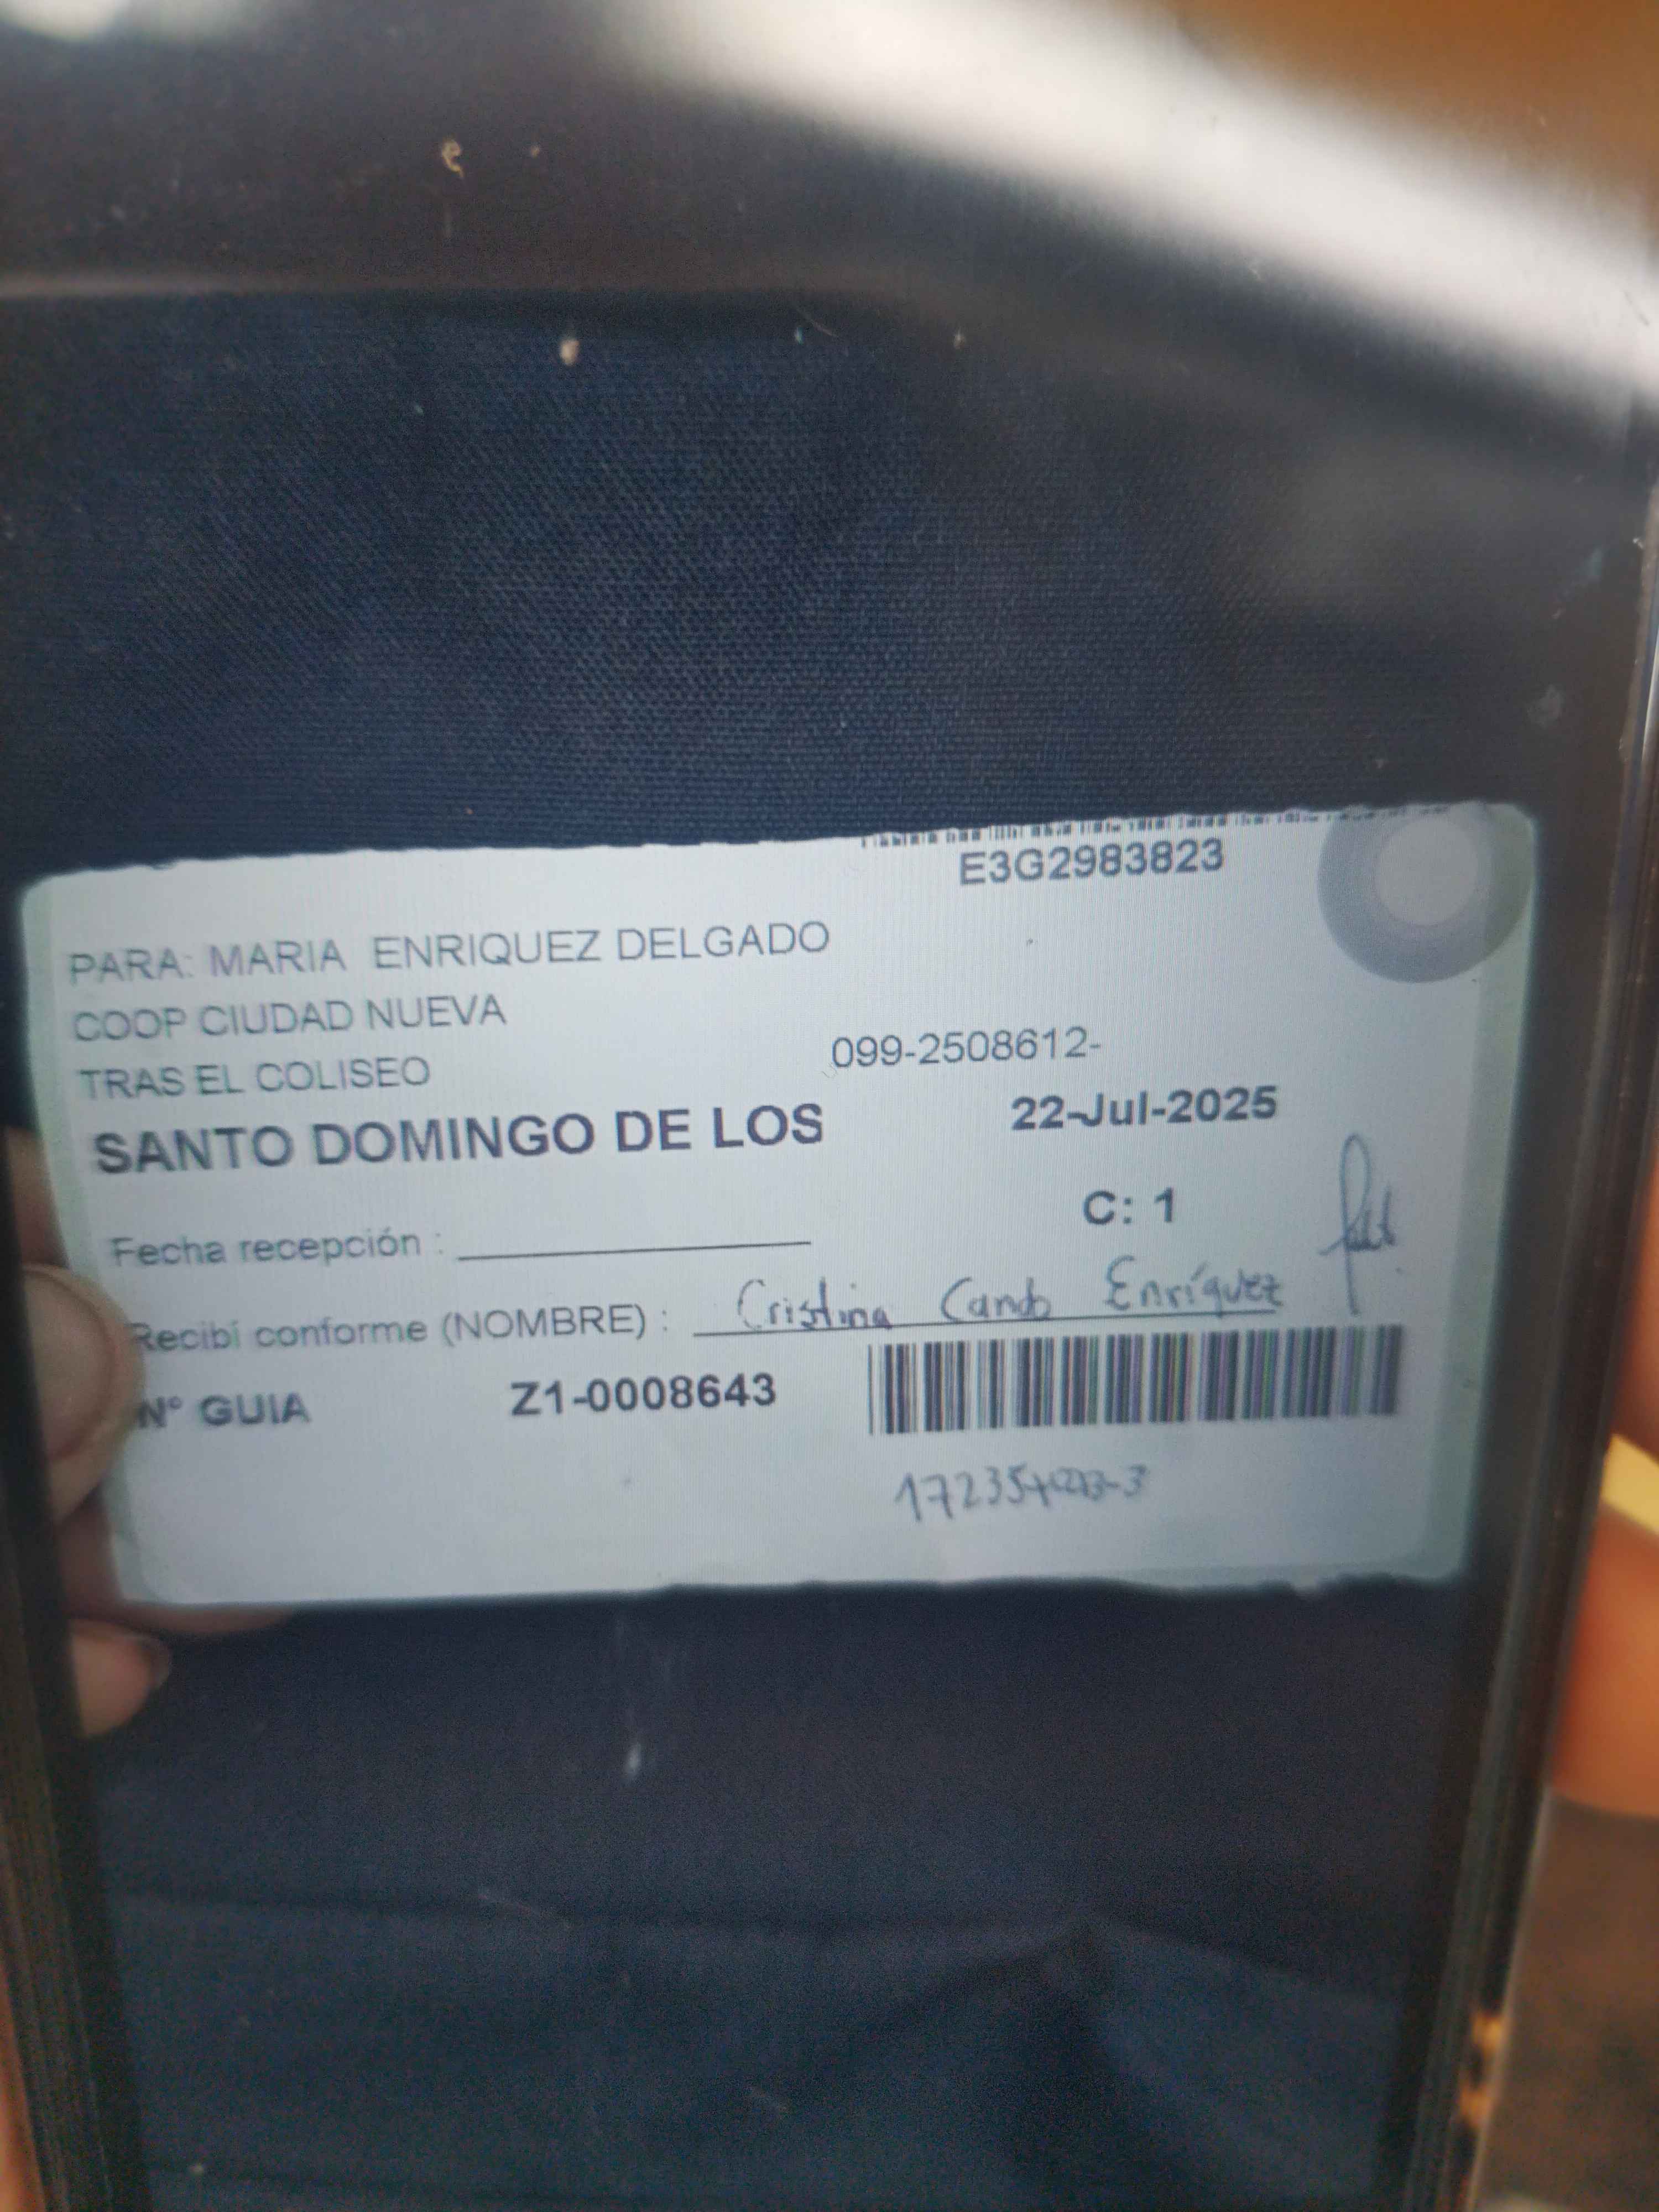 E3G2983823
PARA: MARIA ENRIQUEZ DELGADO
COOP CIUDAD NUEVA
TRAS EL COLISEO 099-2508612-
SANTO DOMINGO DE LOS 22-Jul-2025
C: 1
Fecha recepción :
Recibí conforme (NOMBRE) : Cristina Cando Enríquez
N° GUIA Z1-0008643